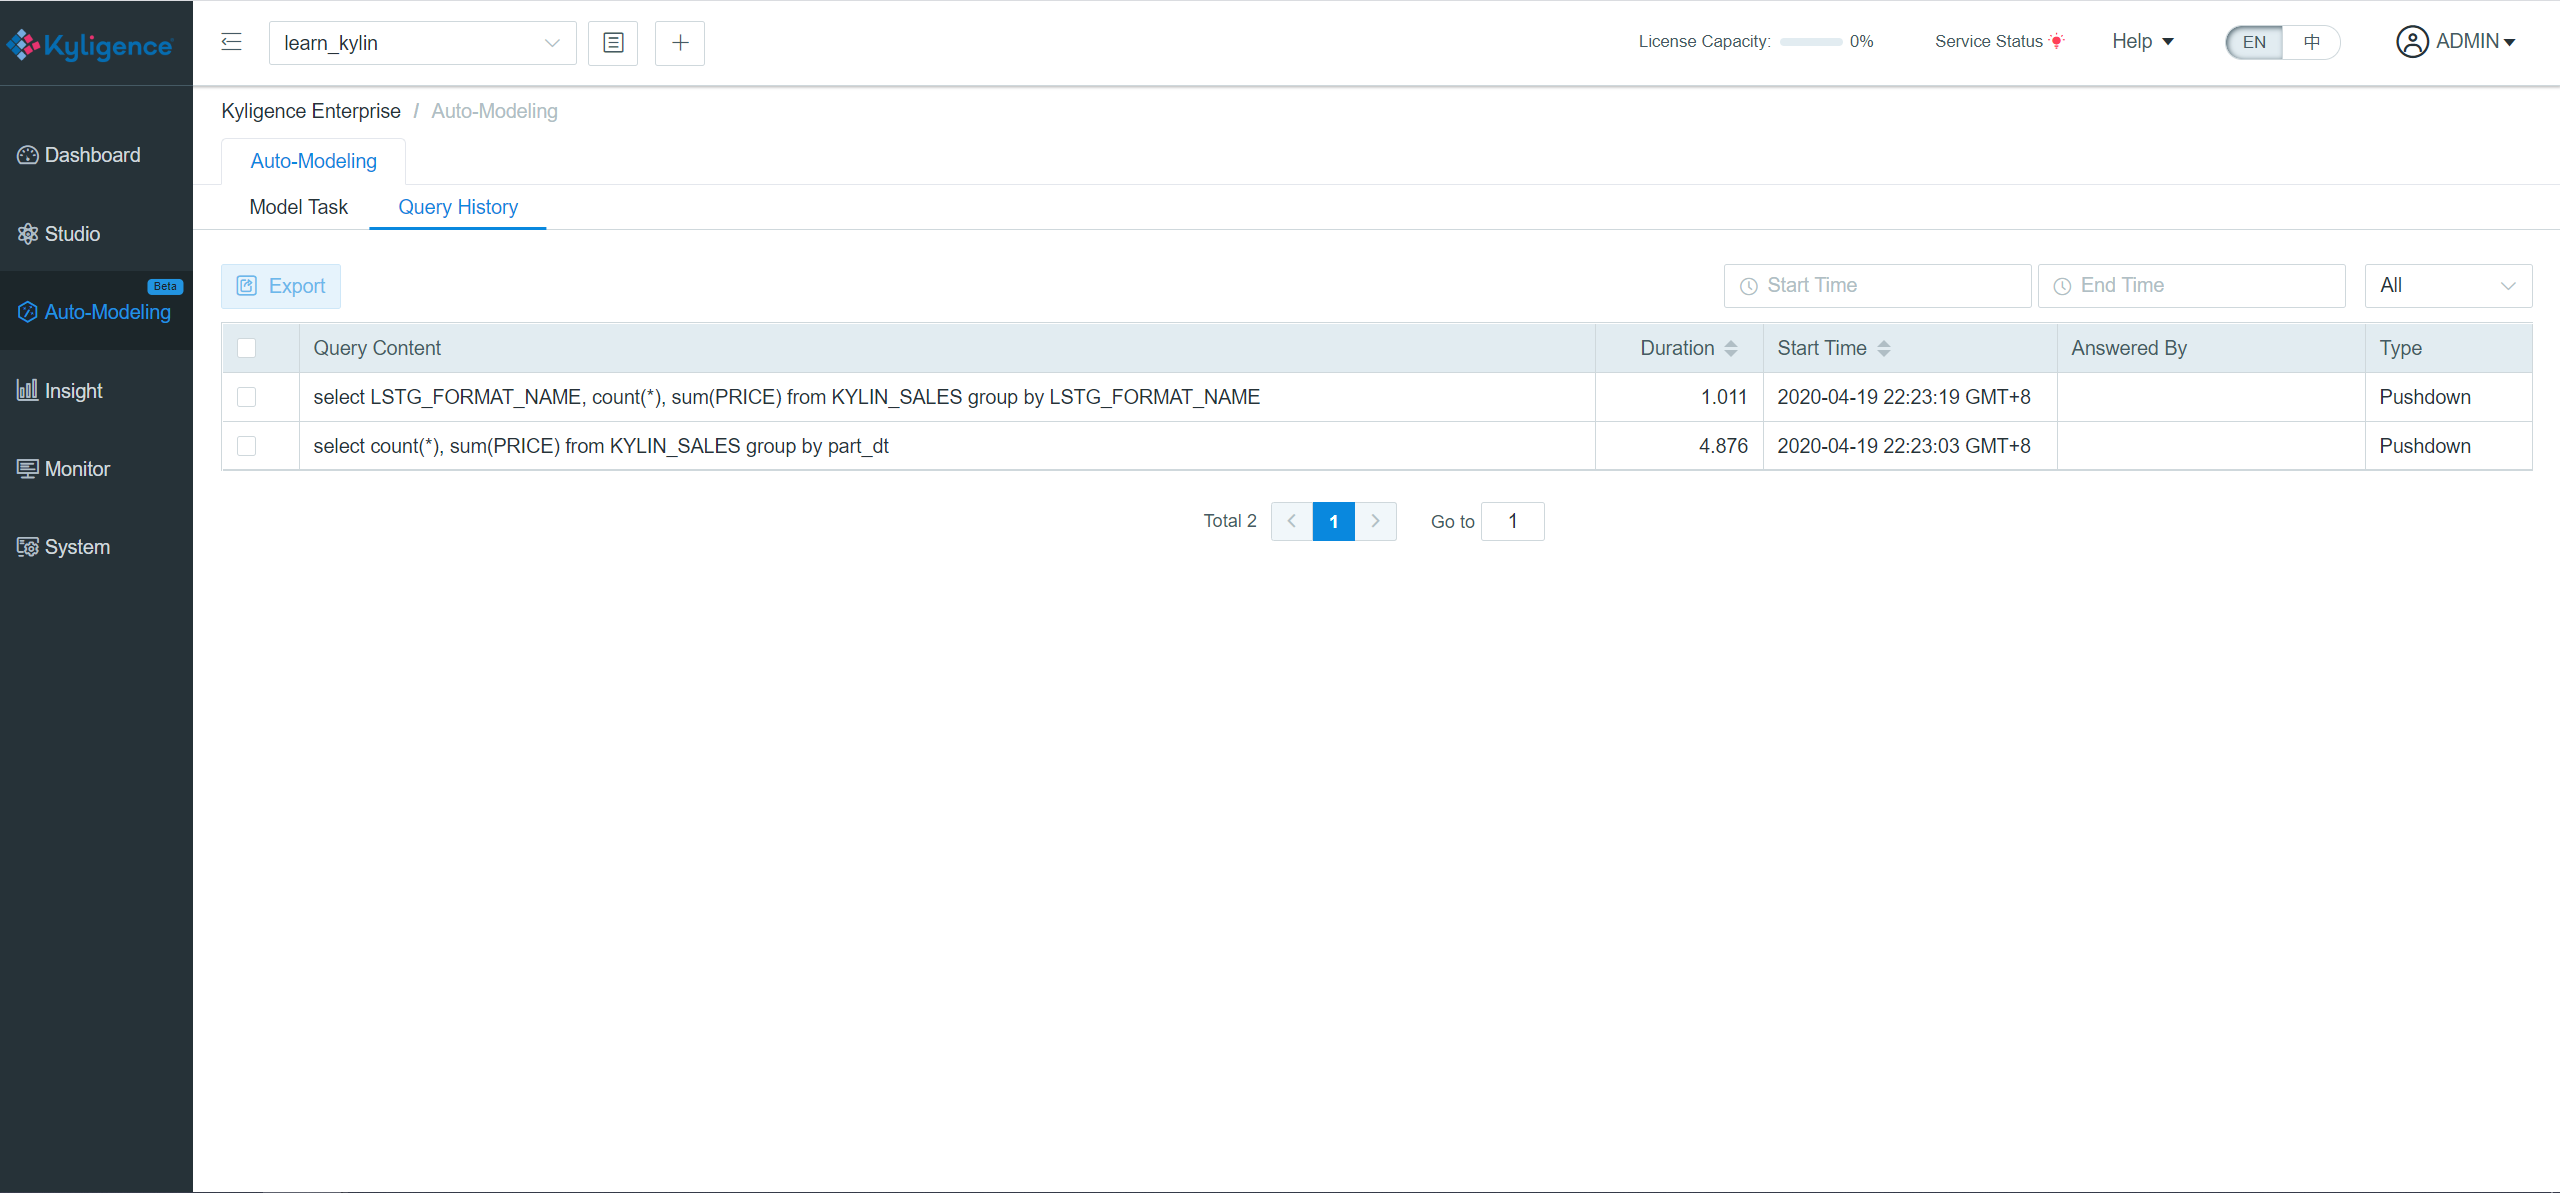 Kyligence
learn_kylin
License Capacity: 0%
Service Status
Help
EN 中
ADMIN
Dashboard
Studio
Beta
Auto-Modeling
Insight
Monitor
System
Kyligence Enterprise / Auto-Modeling
Auto-Modeling
Model Task Query History
Export Start Time End Time All
Query Content Duration Start Time Answered By Type
select LSTG_FORMAT_NAME, count(*), sum(PRICE) from KYLIN_SALES group by LSTG_FORMAT_NAME 1.011 2020-04-19 22:23:19 GMT+8 Pushdown
select count(*), sum(PRICE) from KYLIN_SALES group by part_dt 4.876 2020-04-19 22:23:03 GMT+8 Pushdown
Total 2 1 Go to 1